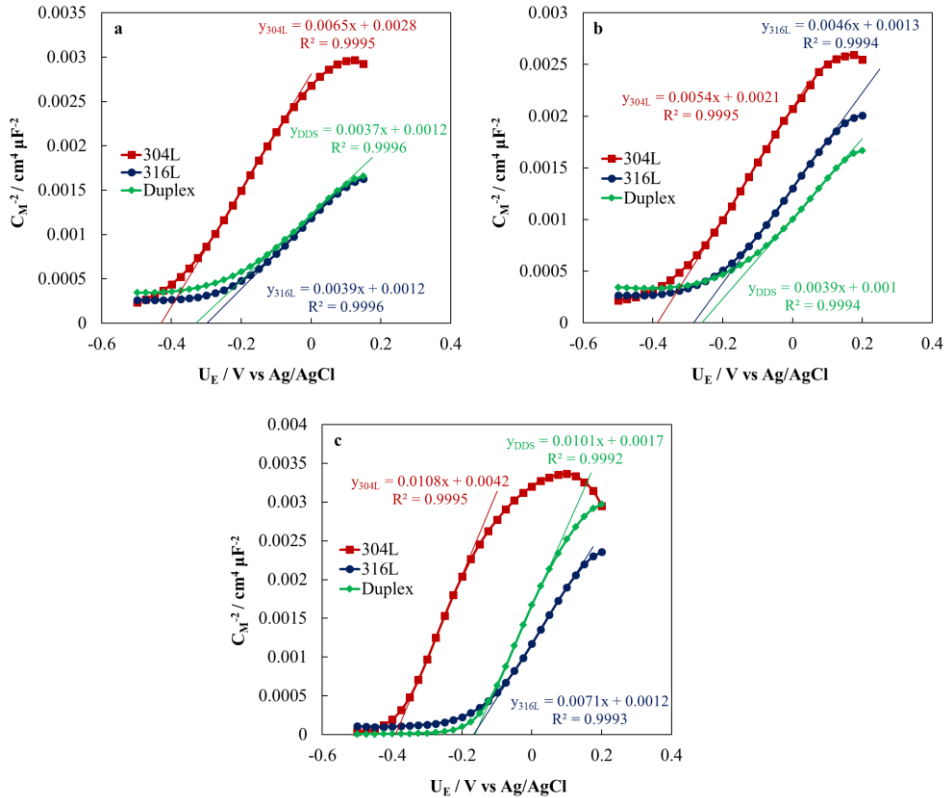 a
y304L = 0.0065x + 0.0028
R² = 0.9995
yDDS = 0.0037x + 0.0012
R² = 0.9996
y316L = 0.0039x + 0.0012
R² = 0.9996
304L
316L
Duplex
0.0035
0.003
0.0025
0.002
0.0015
0.001
0.0005
0
-0.6 -0.4 -0.2 0 0.2 0.4
CM⁻² / cm⁴ µF⁻²
UE / V vs Ag/AgCl
b
y316L = 0.0046x + 0.0013
R² = 0.9994
y304L = 0.0054x + 0.0021
R² = 0.9995
yDDS = 0.0039x + 0.001
R² = 0.9994
304L
316L
Duplex
0.003
0.0025
0.002
0.0015
0.001
0.0005
0
-0.6 -0.4 -0.2 0 0.2 0.4
CM⁻² / cm⁴ µF⁻²
UE / V vs Ag/AgCl
c
yDDS = 0.0101x + 0.0017
R² = 0.9992
y304L = 0.0108x + 0.0042
R² = 0.9995
y316L = 0.0071x + 0.0012
R² = 0.9993
304L
316L
Duplex
0.004
0.0035
0.003
0.0025
0.002
0.0015
0.001
0.0005
0
-0.6 -0.4 -0.2 0 0.2 0.4
CM⁻² / cm⁴ µF⁻²
UE / V vs Ag/AgCl